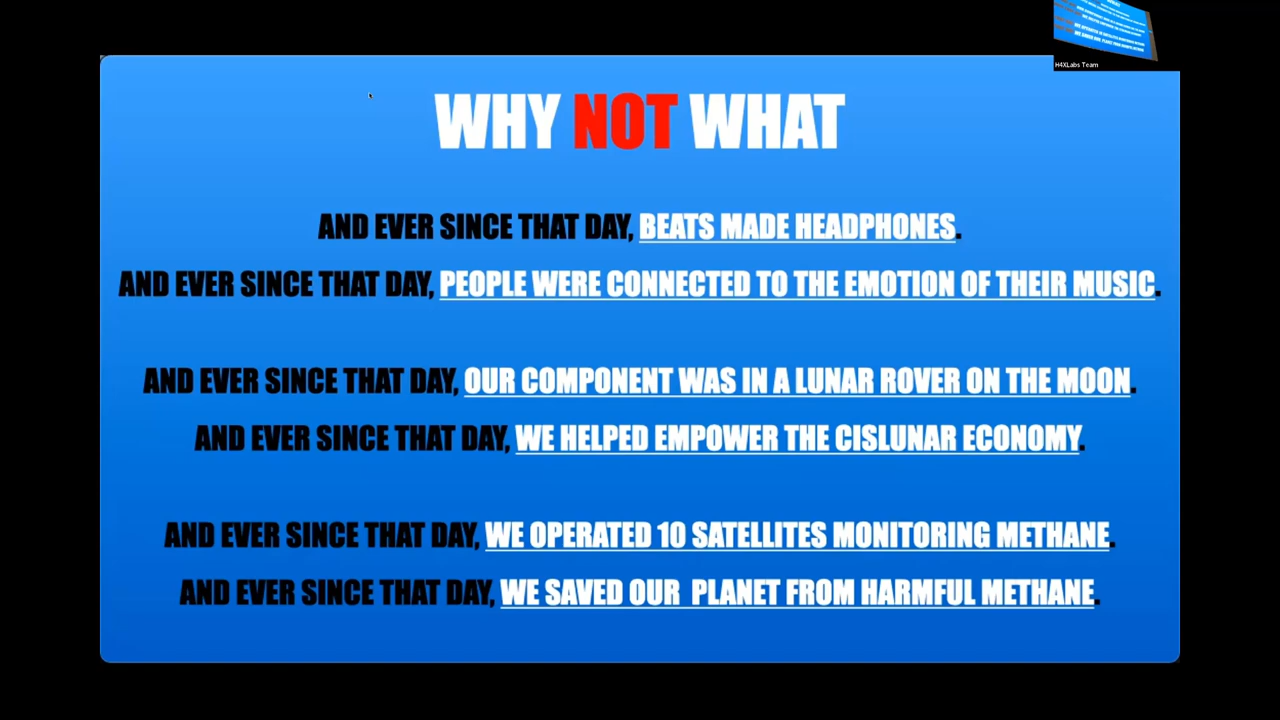 WHY NOT WHAT
AND EVER SINCE THAT DAY, BEATS MADE HEADPHONES.
AND EVER SINCE THAT DAY, PEOPLE WERE CONNECTED TO THE EMOTION OF THEIR MUSIC.
AND EVER SINCE THAT DAY, OUR COMPONENT WAS IN A LUNAR ROVER ON THE MOON.
AND EVER SINCE THAT DAY, WE HELPED EMPOWER THE CISLUNAR ECONOMY.
AND EVER SINCE THAT DAY, WE OPERATED 10 SATELLITES MONITORING METHANE.
AND EVER SINCE THAT DAY, WE SAVED OUR  PLANET FROM HARMFUL METHANE.
H4XLabs Team